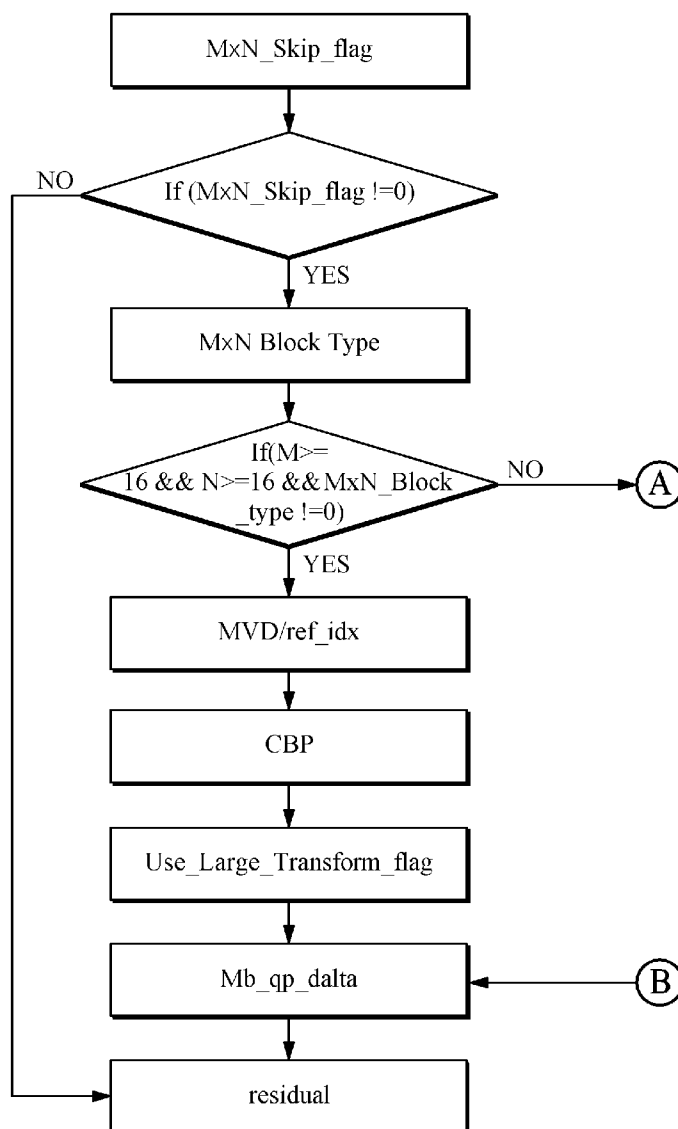 MxN_Skip_flag
NO
If (MxN_Skip_flag !=0)
YES
MxN Block Type
If(M>=
16 && N>=16 &&MxN_Block
_type !=0)
NO
A
YES
MVD/ref_idx
CBP
Use_Large_Transform_flag
Mb_qp_dalta
B
residual